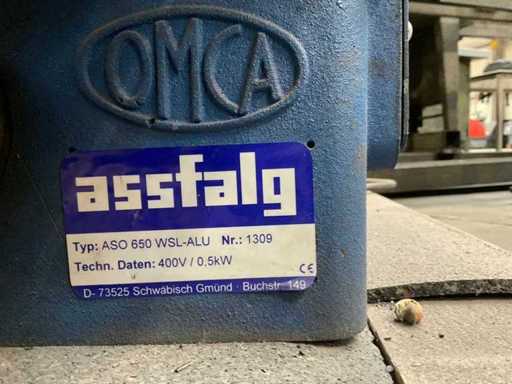 OMCA
assfalg
Typ: ASO 650 WSL-ALU Nr.: 1309
Techn. Daten: 400V / 0,5kW CE
D- 73525 Schwäbisch Gmünd · Buchstr. 149